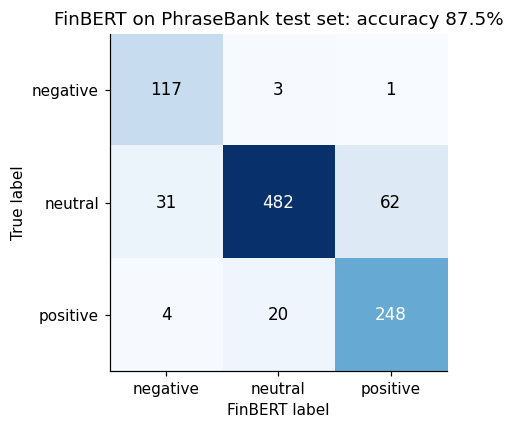 FinBERT on PhraseBank test set: accuracy 87.5%
True label
negative 117 3 1
neutral 31 482 62
positive 4 20 248
negative neutral positive
FinBERT label